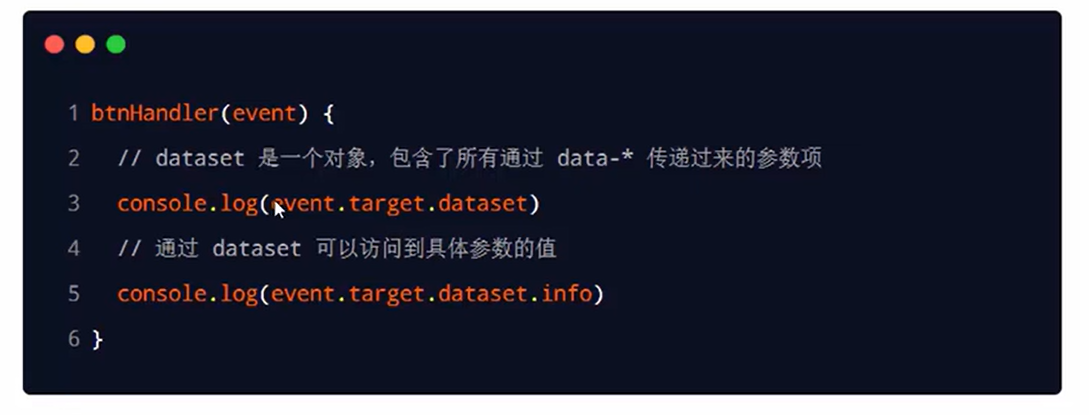 1 btnHandler(event) {
2 // dataset 是一个对象，包含了所有通过 data-* 传递过来的参数项
3 console.log(event.target.dataset)
4 // 通过 dataset 可以访问到具体参数的值
5 console.log(event.target.dataset.info)
6 }